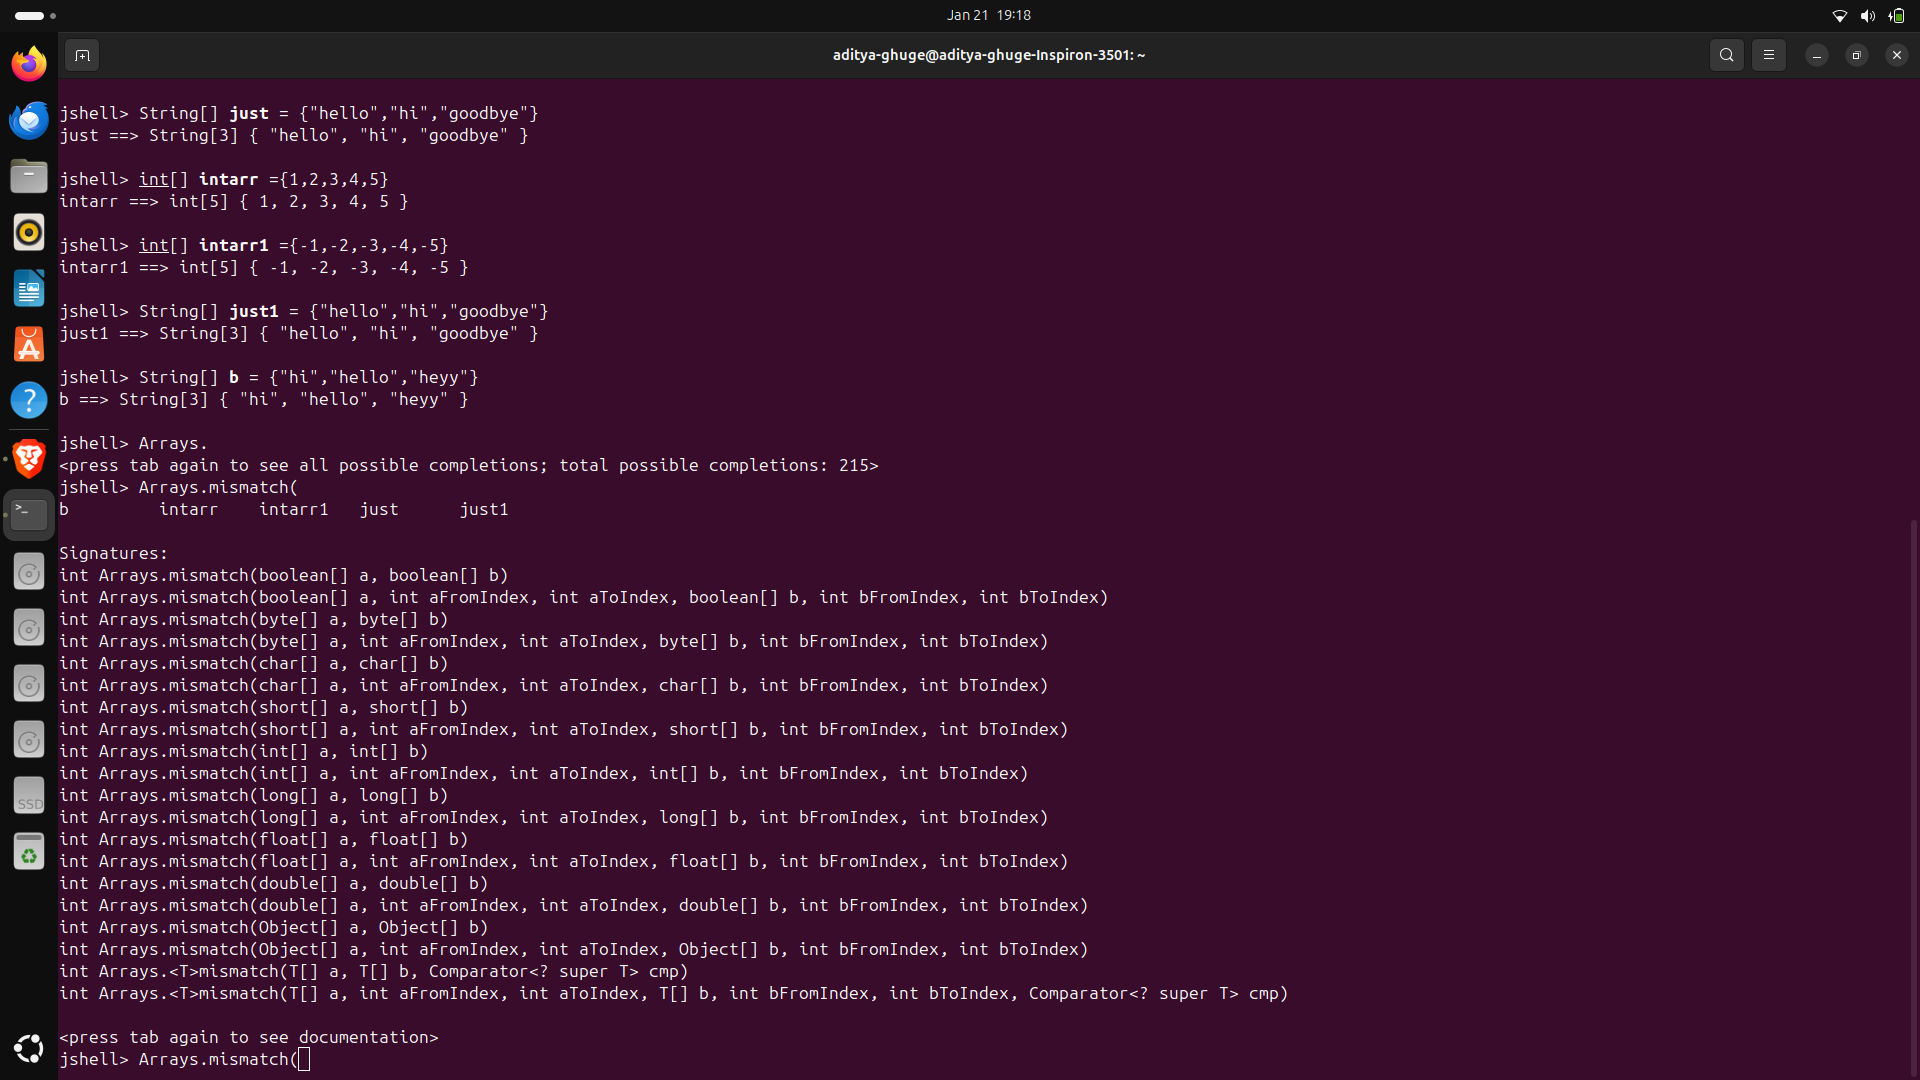 Jan 21 19:18
aditya-ghuge@aditya-ghuge-Inspiron-3501: ~
jshell> String[] just = {"hello","hi","goodbye"}
just ==> String[3] { "hello", "hi", "goodbye" }
jshell> int[] intarr ={1,2,3,4,5}
intarr ==> int[5] { 1, 2, 3, 4, 5 }
jshell> int[] intarr1 ={-1,-2,-3,-4,-5}
intarr1 ==> int[5] { -1, -2, -3, -4, -5 }
jshell> String[] just1 = {"hello","hi","goodbye"}
just1 ==> String[3] { "hello", "hi", "goodbye" }
jshell> String[] b = {"hi","hello","heyy"}
b ==> String[3] { "hi", "hello", "heyy" }
jshell> Arrays.
<press tab again to see all possible completions; total possible completions: 215>
jshell> Arrays.mismatch(
b intarr intarr1 just just1
Signatures:
int Arrays.mismatch(boolean[] a, boolean[] b)
int Arrays.mismatch(boolean[] a, int aFromIndex, int aToIndex, boolean[] b, int bFromIndex, int bToIndex)
int Arrays.mismatch(byte[] a, byte[] b)
int Arrays.mismatch(byte[] a, int aFromIndex, int aToIndex, byte[] b, int bFromIndex, int bToIndex)
int Arrays.mismatch(char[] a, char[] b)
int Arrays.mismatch(char[] a, int aFromIndex, int aToIndex, char[] b, int bFromIndex, int bToIndex)
int Arrays.mismatch(short[] a, short[] b)
int Arrays.mismatch(short[] a, int aFromIndex, int aToIndex, short[] b, int bFromIndex, int bToIndex)
int Arrays.mismatch(int[] a, int[] b)
int Arrays.mismatch(int[] a, int aFromIndex, int aToIndex, int[] b, int bFromIndex, int bToIndex)
int Arrays.mismatch(long[] a, long[] b)
int Arrays.mismatch(long[] a, int aFromIndex, int aToIndex, long[] b, int bFromIndex, int bToIndex)
int Arrays.mismatch(float[] a, float[] b)
int Arrays.mismatch(float[] a, int aFromIndex, int aToIndex, float[] b, int bFromIndex, int bToIndex)
int Arrays.mismatch(double[] a, double[] b)
int Arrays.mismatch(double[] a, int aFromIndex, int aToIndex, double[] b, int bFromIndex, int bToIndex)
int Arrays.mismatch(Object[] a, Object[] b)
int Arrays.mismatch(Object[] a, int aFromIndex, int aToIndex, Object[] b, int bFromIndex, int bToIndex)
int Arrays.<T>mismatch(T[] a, T[] b, Comparator<? super T> cmp)
int Arrays.<T>mismatch(T[] a, int aFromIndex, int aToIndex, T[] b, int bFromIndex, int bToIndex, Comparator<? super T> cmp)
<press tab again to see documentation>
jshell> Arrays.mismatch(
SSD